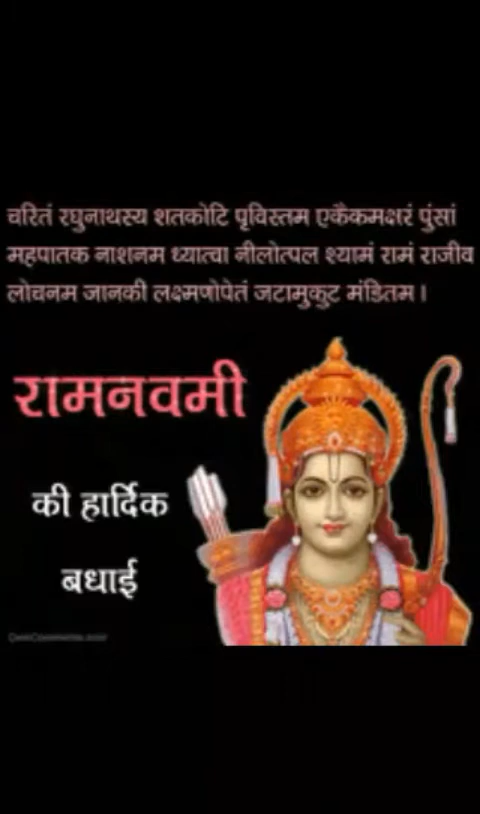 चरितं रघुनाथस्य शतकोटि पृविस्तम एकैकमक्षरं पुंसां
महपातक नाशनम ध्यात्वा नीलोत्पल श्यामं रामं राजीव
लोचनम जानकी लक्ष्मणोपेतं जटामुकुट मंडितम।
रामनवमी
की हार्दिक
बधाई